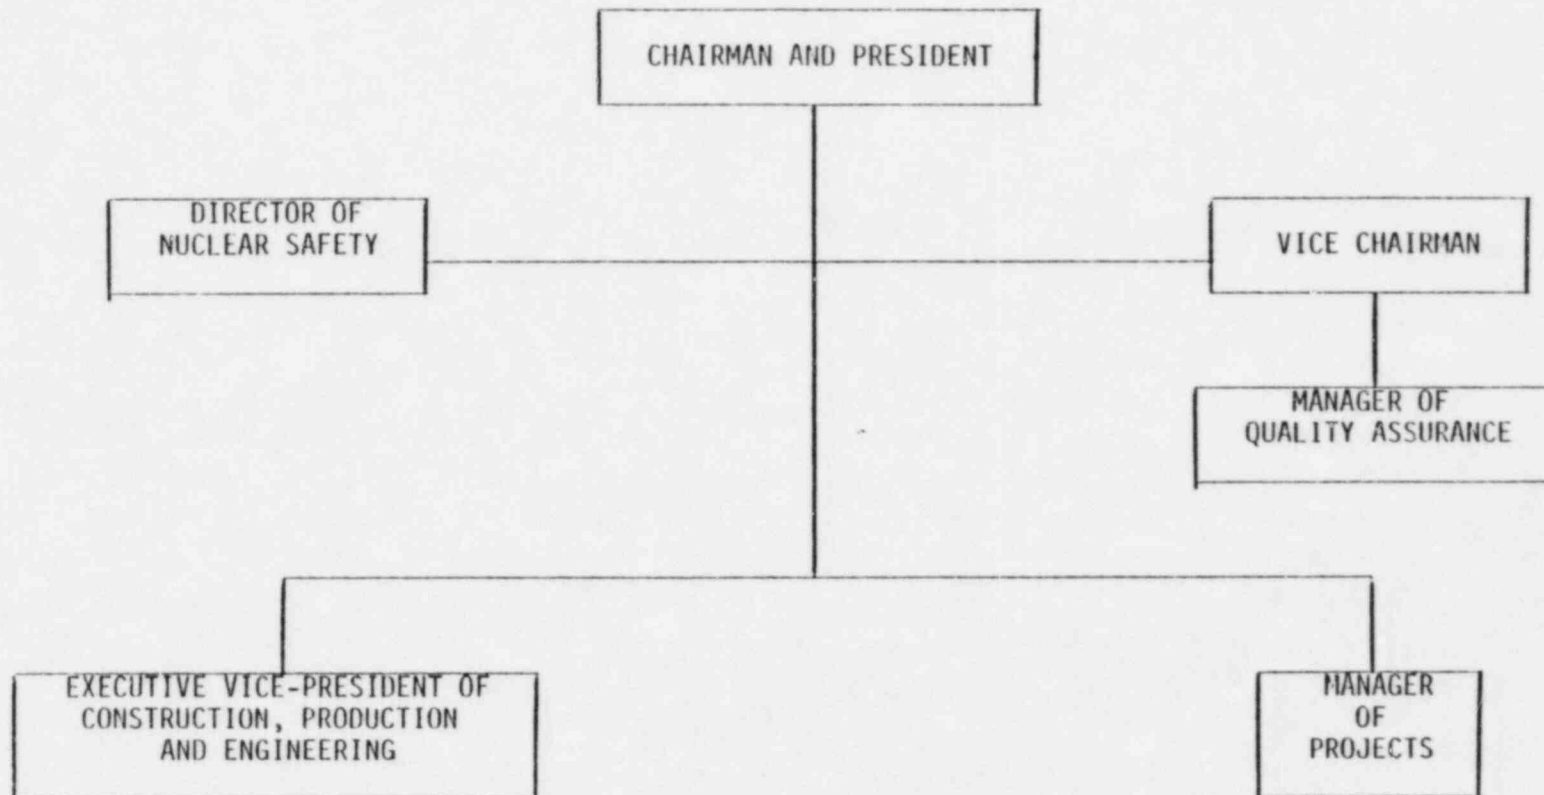 CHAIRMAN AND PRESIDENT
DIRECTOR OF
NUCLEAR SAFETY
VICE CHAIRMAN
MANAGER OF
QUALITY ASSURANCE
EXECUTIVE VICE-PRESIDENT OF
CONSTRUCTION, PRODUCTION
AND ENGINEERING
MANAGER
OF
PROJECTS